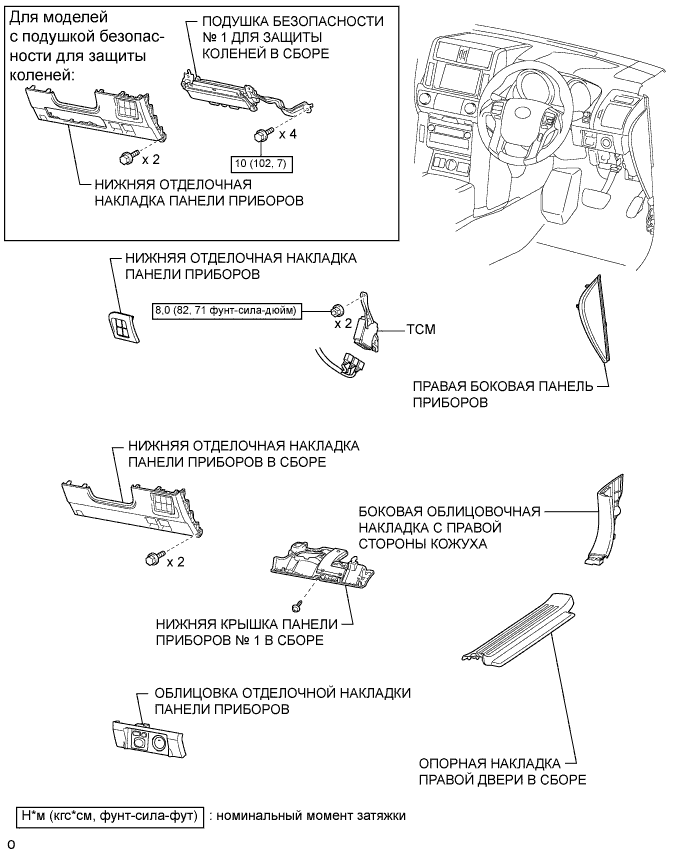 Для моделей
с подушкой безопас-
ности для защиты
коленей:
ПОДУШКА БЕЗОПАСНОСТИ
№ 1 ДЛЯ ЗАЩИТЫ
КОЛЕНЕЙ В СБОРЕ
x 2
x 4
10 (102, 7)
НИЖНЯЯ ОТДЕЛОЧНАЯ
НАКЛАДКА ПАНЕЛИ ПРИБОРОВ
НИЖНЯЯ ОТДЕЛОЧНАЯ НАКЛАДКА
ПАНЕЛИ ПРИБОРОВ
8,0 (82, 71 фунт-сила-дюйм)
x 2
TCM
ПРАВАЯ БОКОВАЯ ПАНЕЛЬ
ПРИБОРОВ
НИЖНЯЯ ОТДЕЛОЧНАЯ НАКЛАДКА
ПАНЕЛИ ПРИБОРОВ В СБОРЕ
x 2
БОКОВАЯ ОБЛИЦОВОЧНАЯ
НАКЛАДКА С ПРАВОЙ
СТОРОНЫ КОЖУХА
НИЖНЯЯ КРЫШКА ПАНЕЛИ
ПРИБОРОВ № 1 В СБОРЕ
ОБЛИЦОВКА ОТДЕЛОЧНОЙ НАКЛАДКИ
ПАНЕЛИ ПРИБОРОВ
ОПОРНАЯ НАКЛАДКА
ПРАВОЙ ДВЕРИ В СБОРЕ
Н*м (кгс*см, фунт-сила-фут) : номинальный момент затяжки
O